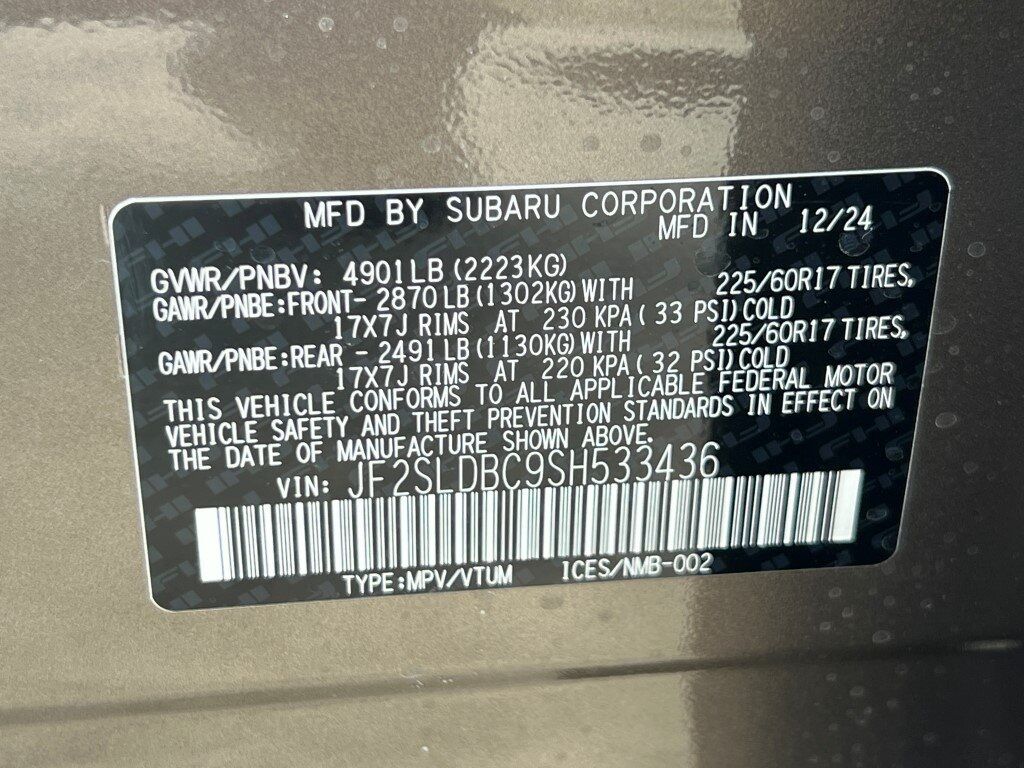 MFD BY SUBARU CORPORATION
MFD IN 12/24
GVWR/PNBV: 4901LB (2223KG)
GAWR/PNBE:FRONT- 2870 LB (1302KG) WITH 225/60R17 TIRES,
17X7J RIMS AT 230 KPA ( 33 PSI) COLD
GAWR/PNBE:REAR - 2491 LB (1130KG) WITH 225/60R17 TIRES,
17X7J RIMS AT 220 KPA ( 32 PSI) COLD
THIS VEHICLE CONFORMS TO ALL APPLICABLE FEDERAL MOTOR
VEHICLE SAFETY AND THEFT PREVENTION STANDARDS IN EFFECT ON
THE DATE OF MANUFACTURE SHOWN ABOVE.
VIN: JF2SLDBC9SH533436
TYPE:MPV/VTUM ICES/NMB-002